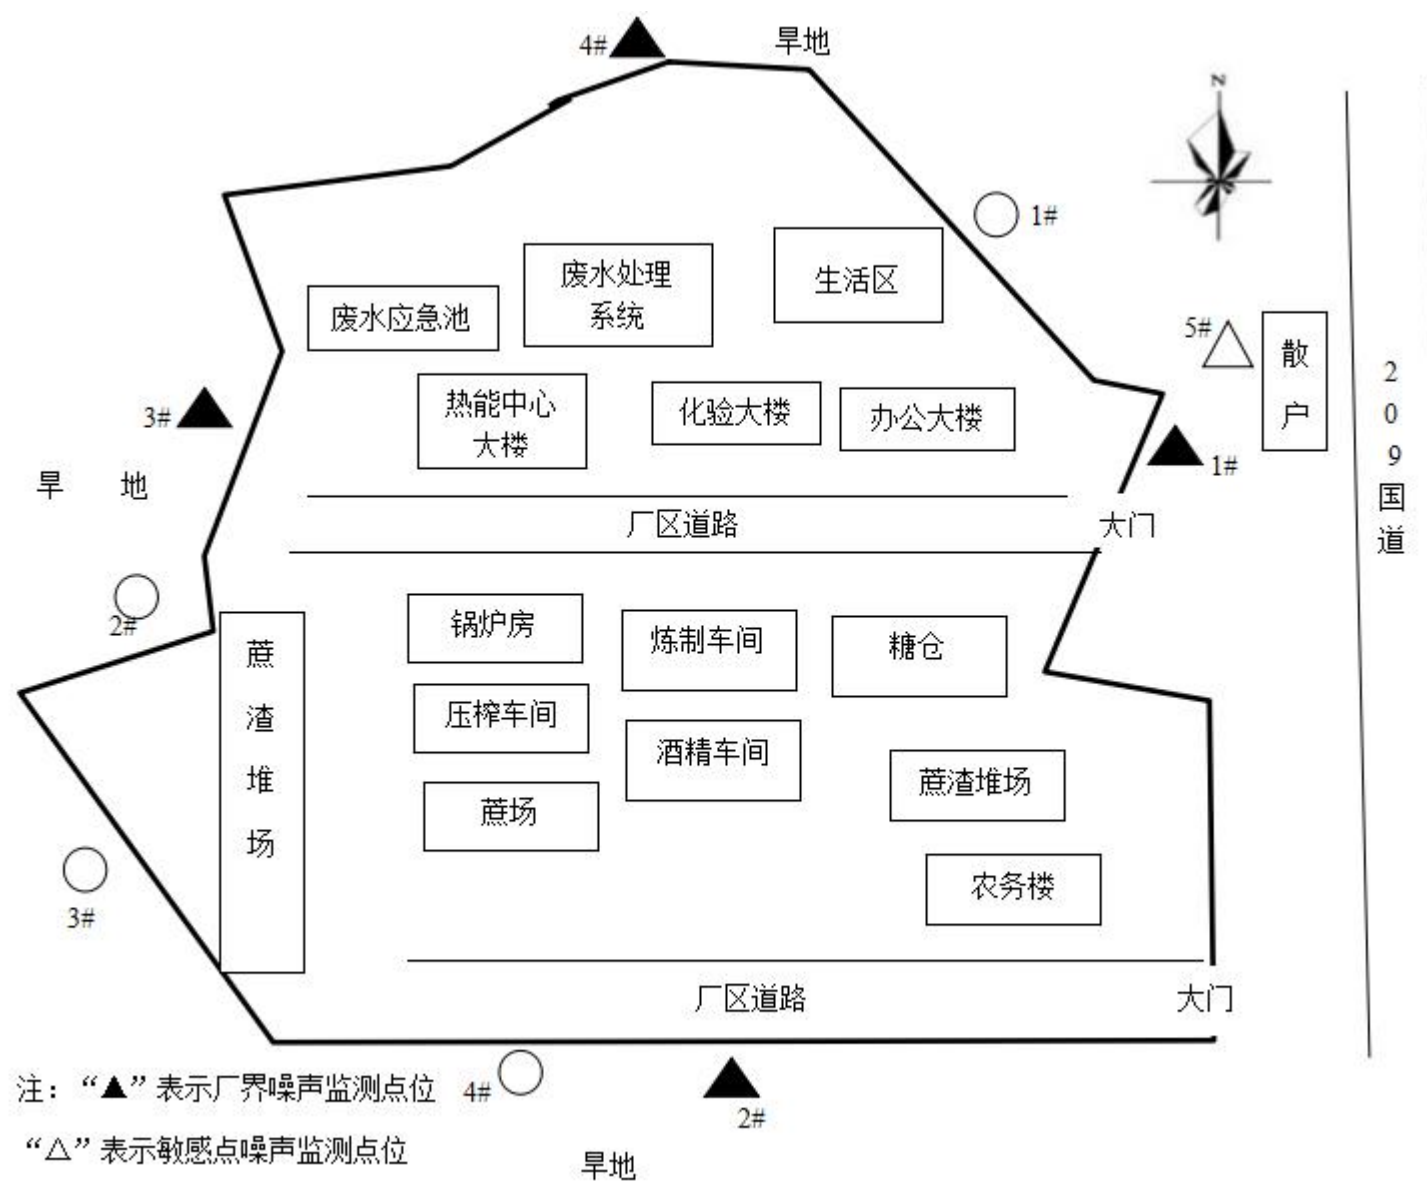 4#
旱地
N
1#
废水处理
系统
生活区
废水应急池
5#
散
户
209国道
热能中心
大楼
化验大楼
办公大楼
3#
1#
旱 地
厂区道路
大门
2#
蔗
渣
堆
场
锅炉房
炼制车间
糖仓
压榨车间
酒精车间
蔗渣堆场
蔗场
农务楼
3#
厂区道路
大门
注：“▲”表示厂界噪声监测点位
4#
2#
“△”表示敏感点噪声监测点位
旱地